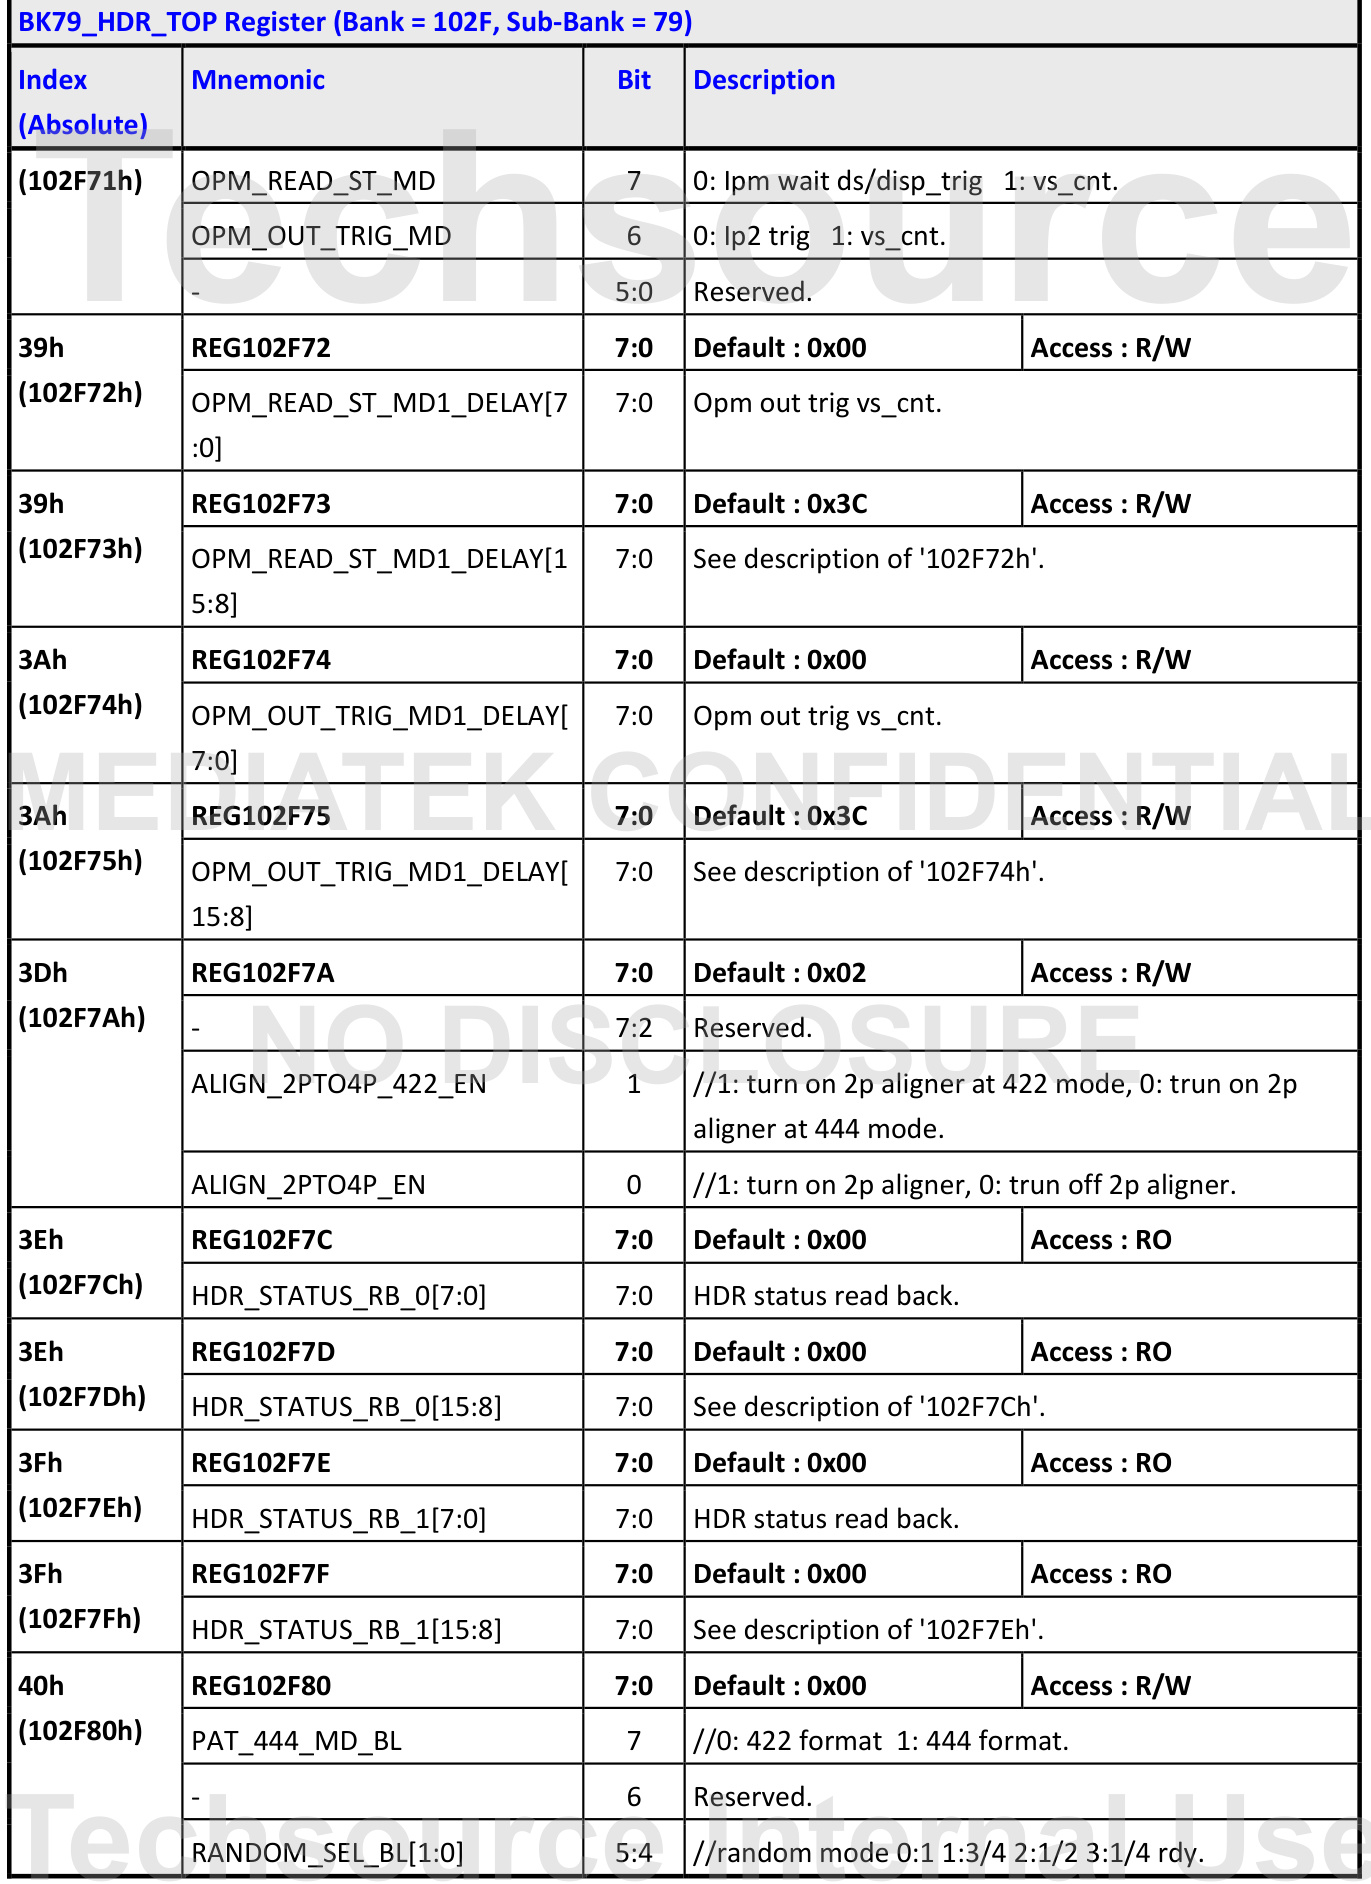 BK79_HDR_TOP Register (Bank = 102F, Sub-Bank = 79)
Index
(Absolute)
Mnemonic
Bit
Description
(102F71h)
OPM_READ_ST_MD
7
0: Ipm wait ds/disp_trig   1: vs_cnt.
OPM_OUT_TRIG_MD
6
0: Ip2 trig   1: vs_cnt.
-
5:0
Reserved.
Techsource
39h
(102F72h)
REG102F72
7:0
Default : 0x00
Access : R/W
OPM_READ_ST_MD1_DELAY[7
:0]
7:0
Opm out trig vs_cnt.
39h
(102F73h)
REG102F73
7:0
Default : 0x3C
Access : R/W
OPM_READ_ST_MD1_DELAY[1
5:8]
7:0
See description of '102F72h'.
3Ah
(102F74h)
REG102F74
7:0
Default : 0x00
Access : R/W
OPM_OUT_TRIG_MD1_DELAY[
7:0]
7:0
Opm out trig vs_cnt.
MEDIATEK CONFIDENTIAL
3Ah
(102F75h)
REG102F75
7:0
Default : 0x3C
Access : R/W
OPM_OUT_TRIG_MD1_DELAY[
15:8]
7:0
See description of '102F74h'.
3Dh
(102F7Ah)
REG102F7A
7:0
Default : 0x02
Access : R/W
-
7:2
Reserved.
NO DISCLOSURE
ALIGN_2PTO4P_422_EN
1
//1: turn on 2p aligner at 422 mode, 0: trun on 2p
aligner at 444 mode.
ALIGN_2PTO4P_EN
0
//1: turn on 2p aligner, 0: trun off 2p aligner.
3Eh
(102F7Ch)
REG102F7C
7:0
Default : 0x00
Access : RO
HDR_STATUS_RB_0[7:0]
7:0
HDR status read back.
3Eh
(102F7Dh)
REG102F7D
7:0
Default : 0x00
Access : RO
HDR_STATUS_RB_0[15:8]
7:0
See description of '102F7Ch'.
3Fh
(102F7Eh)
REG102F7E
7:0
Default : 0x00
Access : RO
HDR_STATUS_RB_1[7:0]
7:0
HDR status read back.
3Fh
(102F7Fh)
REG102F7F
7:0
Default : 0x00
Access : RO
HDR_STATUS_RB_1[15:8]
7:0
See description of '102F7Eh'.
40h
(102F80h)
REG102F80
7:0
Default : 0x00
Access : R/W
PAT_444_MD_BL
7
//0: 422 format  1: 444 format.
-
6
Reserved.
Techsource Internal Use
RANDOM_SEL_BL[1:0]
5:4
//random mode 0:1 1:3/4 2:1/2 3:1/4 rdy.